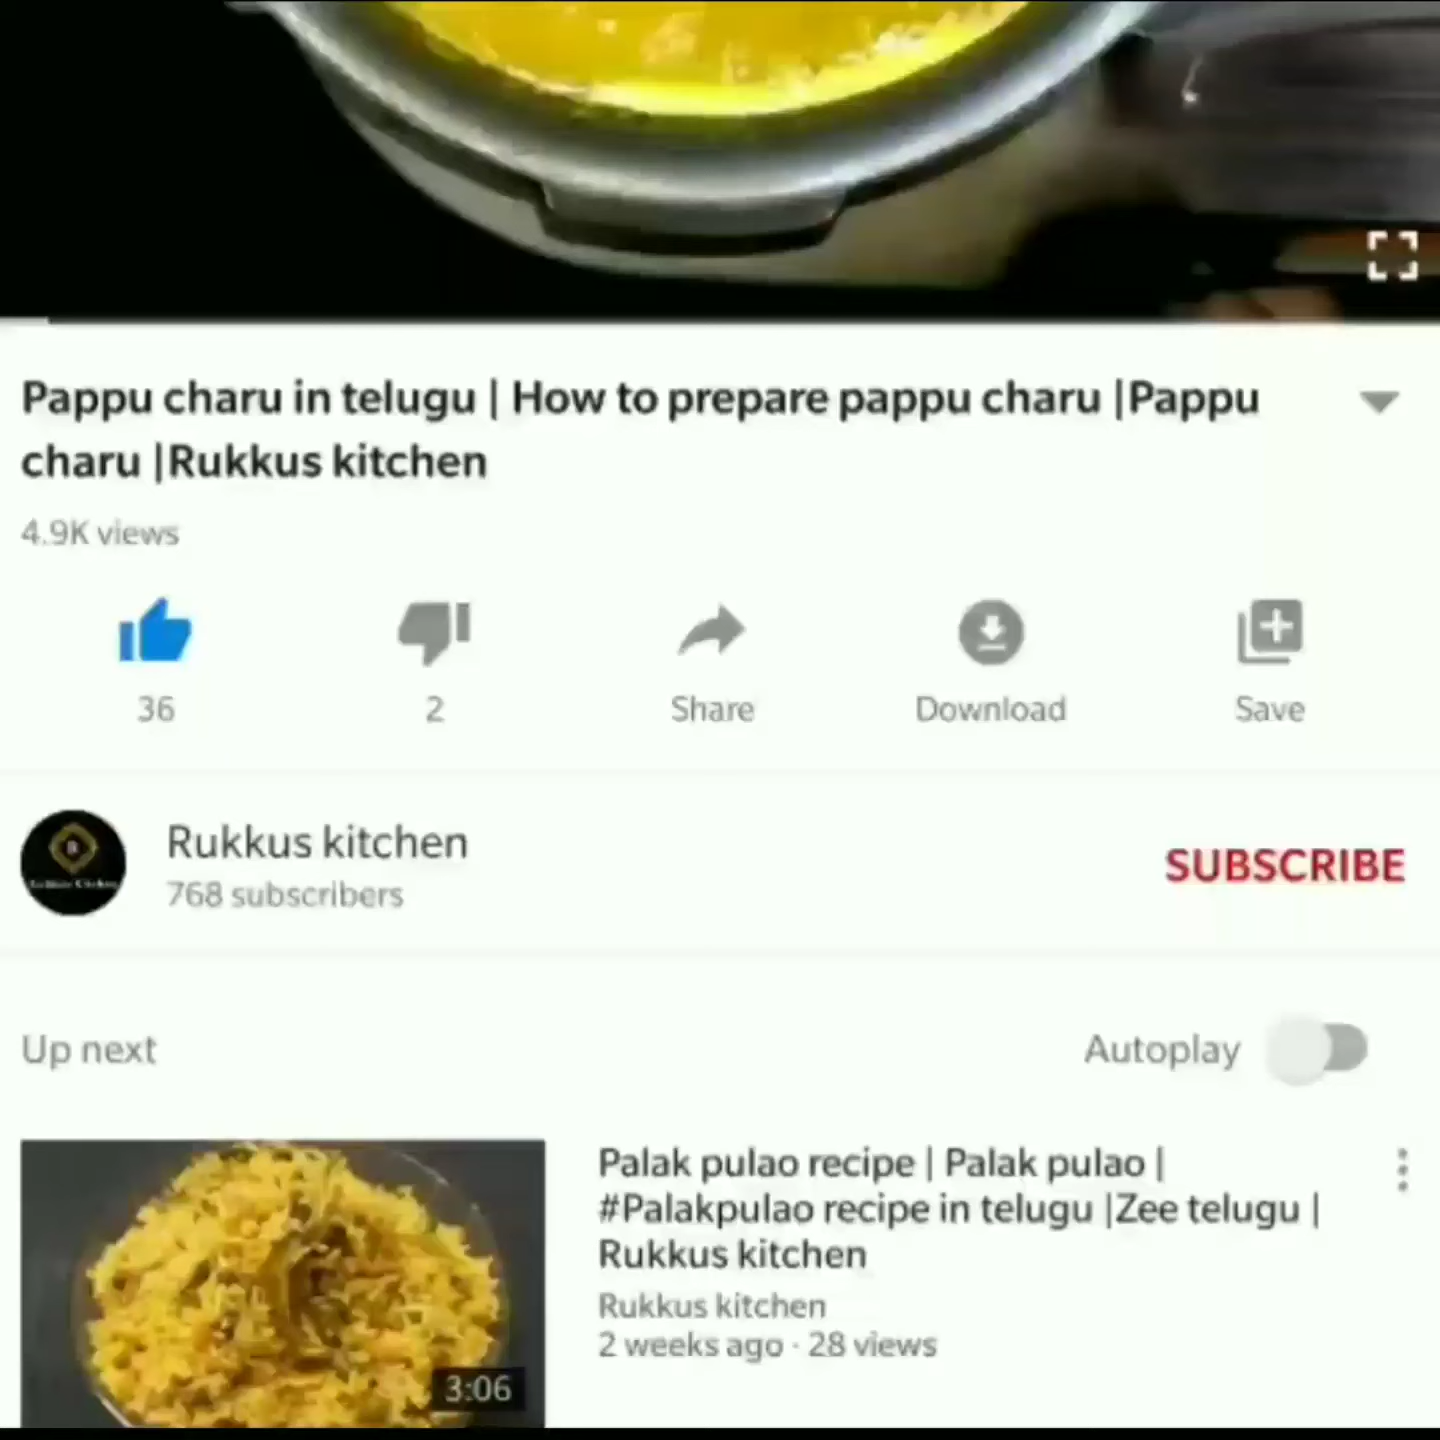 Pappu charu in telugu | How to prepare pappu charu |Pappu
charu |Rukkus kitchen
4.9K views
36
2
Share
Download
Save
Rukkus kitchen
768 subscribers
SUBSCRIBE
Up next
Autoplay
Palak pulao recipe | Palak pulao |
#Palakpulao recipe in telugu |Zee telugu |
Rukkus kitchen
Rukkus kitchen
2 weeks ago · 28 views
3:06